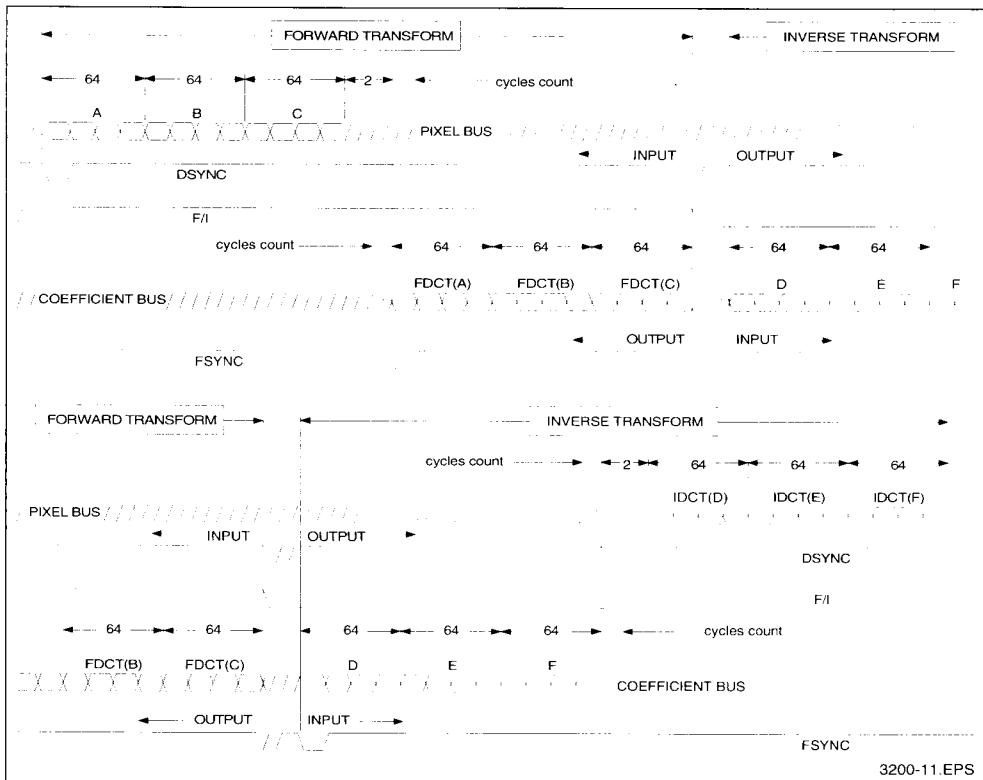 FORWARD TRANSFORM INVERSE TRANSFORM
64 64 64 2 cycles count
A B C
PIXEL BUS
INPUT OUTPUT
DSYNC
F/I
cycles count 64 64 64 64 64
FDCT(A) FDCT(B) FDCT(C) D E F
COEFFICIENT BUS
OUTPUT INPUT
FSYNC
FORWARD TRANSFORM INVERSE TRANSFORM
cycles count 2 64 64 64
IDCT(D) IDCT(E) IDCT(F)
PIXEL BUS
INPUT OUTPUT
DSYNC
F/I
64 64 64 64 64 cycles count
FDCT(B) FDCT(C) D E F
COEFFICIENT BUS
OUTPUT INPUT
FSYNC
3200-11.EPS